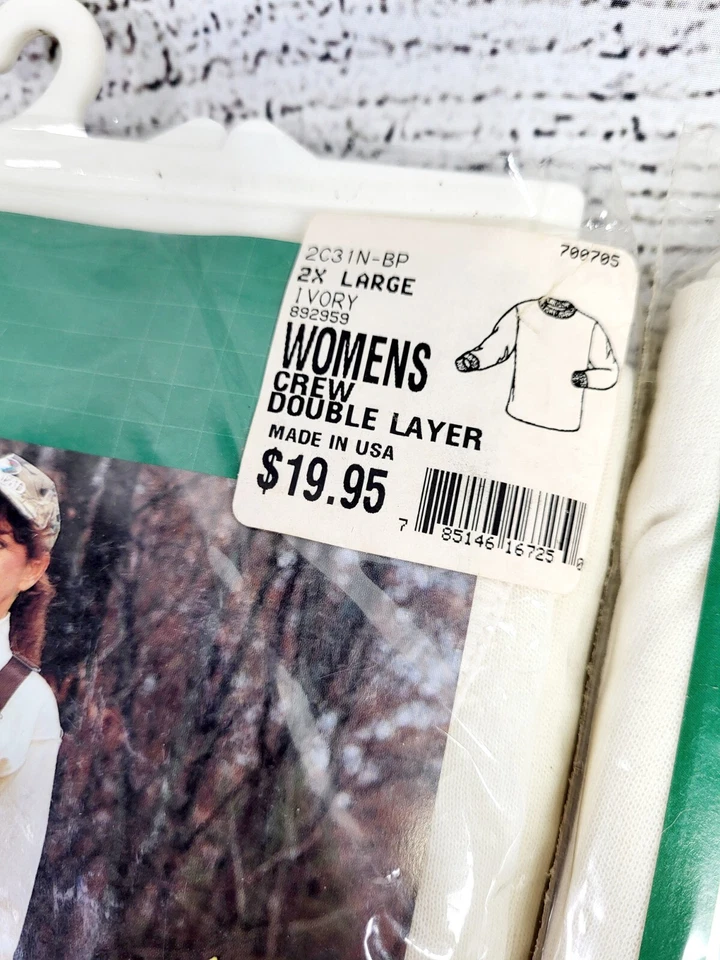 2C31N-BP 700705
2X LARGE
IVORY
892959
WOMENS
CREW
DOUBLE LAYER
MADE IN USA
$19.95
7 85146 16725 0